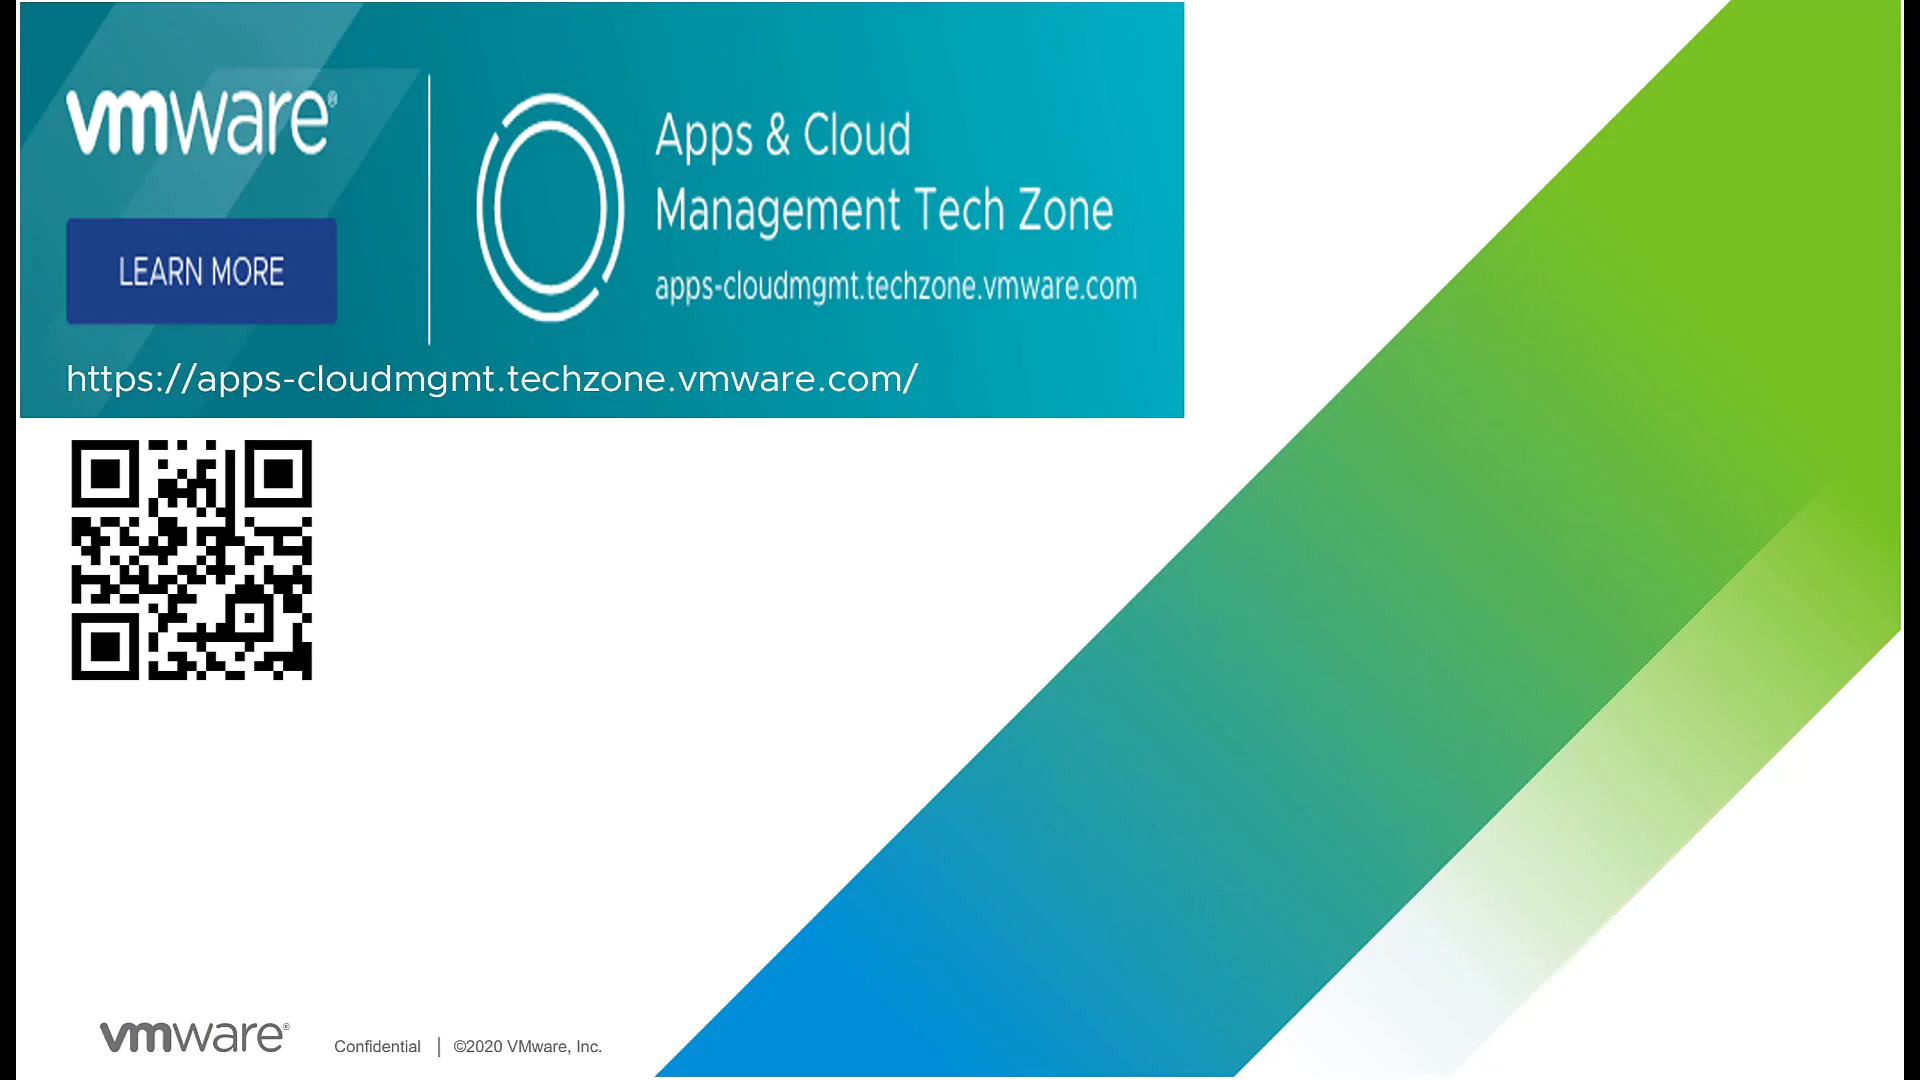 vmware®
LEARN MORE
Apps & Cloud
Management Tech Zone
apps-cloudmgmt.techzone.vmware.com
https://apps-cloudmgmt.techzone.vmware.com/
vmware®
Confidential | ©2020 VMware, Inc.